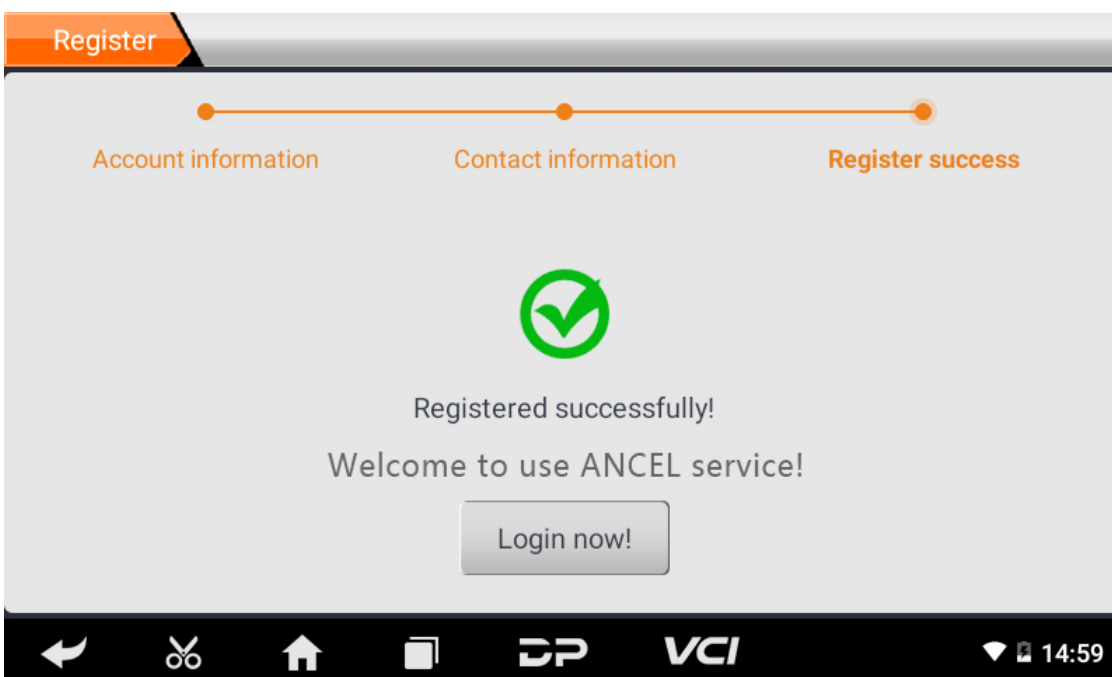 Register
Account information Contact information Register success
Registered successfully!
Welcome to use ANCEL service!
Login now!
DP VCI 14:59